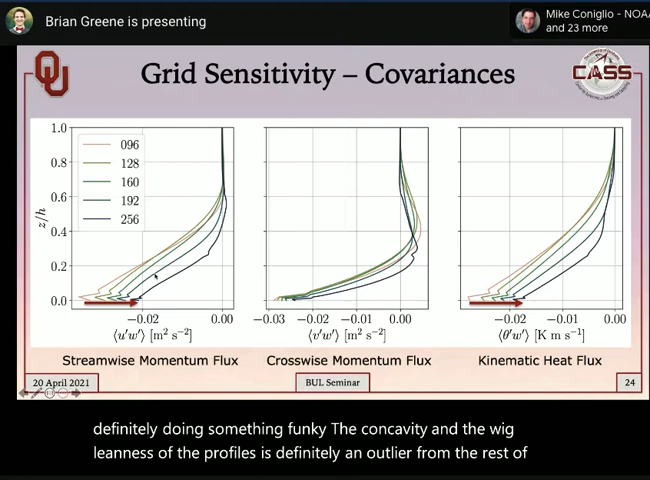 Brian Greene is presenting
Mike Coniglio - NOA
and 23 more
Grid Sensitivity – Covariances
CASS
096
128
160
192
256
1.0
0.8
0.6
0.4
0.2
0.0
z/h
−0.02 0.00
⟨u′w′⟩ [m² s⁻²]
−0.03 −0.02 −0.01 0.00
⟨v′w′⟩ [m² s⁻²]
−0.02 −0.01 0.00
⟨θ′w′⟩ [K m s⁻¹]
Streamwise Momentum Flux
Crosswise Momentum Flux
Kinematic Heat Flux
20 April 2021
BUL Seminar
24
definitely doing something funky The concavity and the wig
leanness of the profiles is definitely an outlier from the rest of